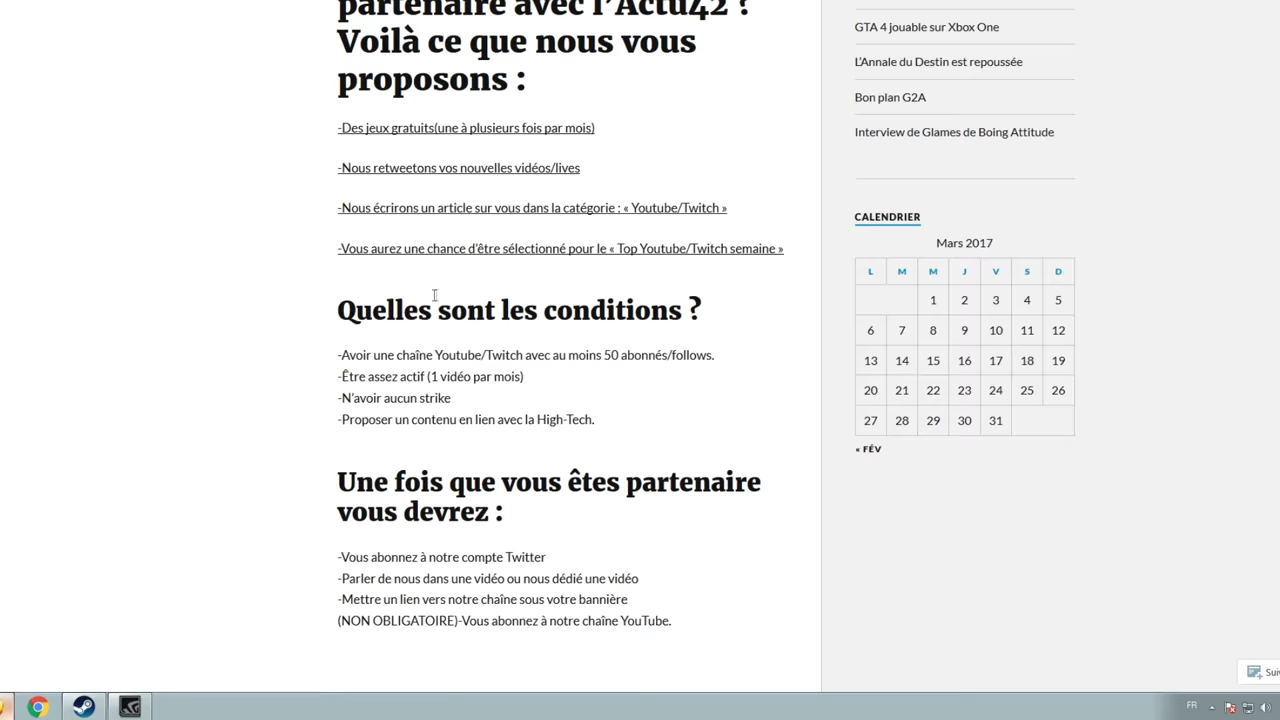 partenaire avec l'Actu42 ?
Voilà ce que nous vous
proposons :
-Des jeux gratuits(une à plusieurs fois par mois)
-Nous retweetons vos nouvelles vidéos/lives
-Nous écrirons un article sur vous dans la catégorie : « Youtube/Twitch »
-Vous aurez une chance d'être sélectionné pour le « Top Youtube/Twitch semaine »
Quelles sont les conditions ?
-Avoir une chaîne Youtube/Twitch avec au moins 50 abonnés/follows.
-Être assez actif (1 vidéo par mois)
-N'avoir aucun strike
-Proposer un contenu en lien avec la High-Tech.
Une fois que vous êtes partenaire
vous devrez :
-Vous abonnez à notre compte Twitter
-Parler de nous dans une vidéo ou nous dédié une vidéo
-Mettre un lien vers notre chaîne sous votre bannière
(NON OBLIGATOIRE)-Vous abonnez à notre chaîne YouTube.
GTA 4 jouable sur Xbox One
L'Annale du Destin est repoussée
Bon plan G2A
Interview de Glames de Boing Attitude
CALENDRIER
Mars 2017
L M M J V S D
1 2 3 4 5
6 7 8 9 10 11 12
13 14 15 16 17 18 19
20 21 22 23 24 25 26
27 28 29 30 31
« FÉV
Sui
FR